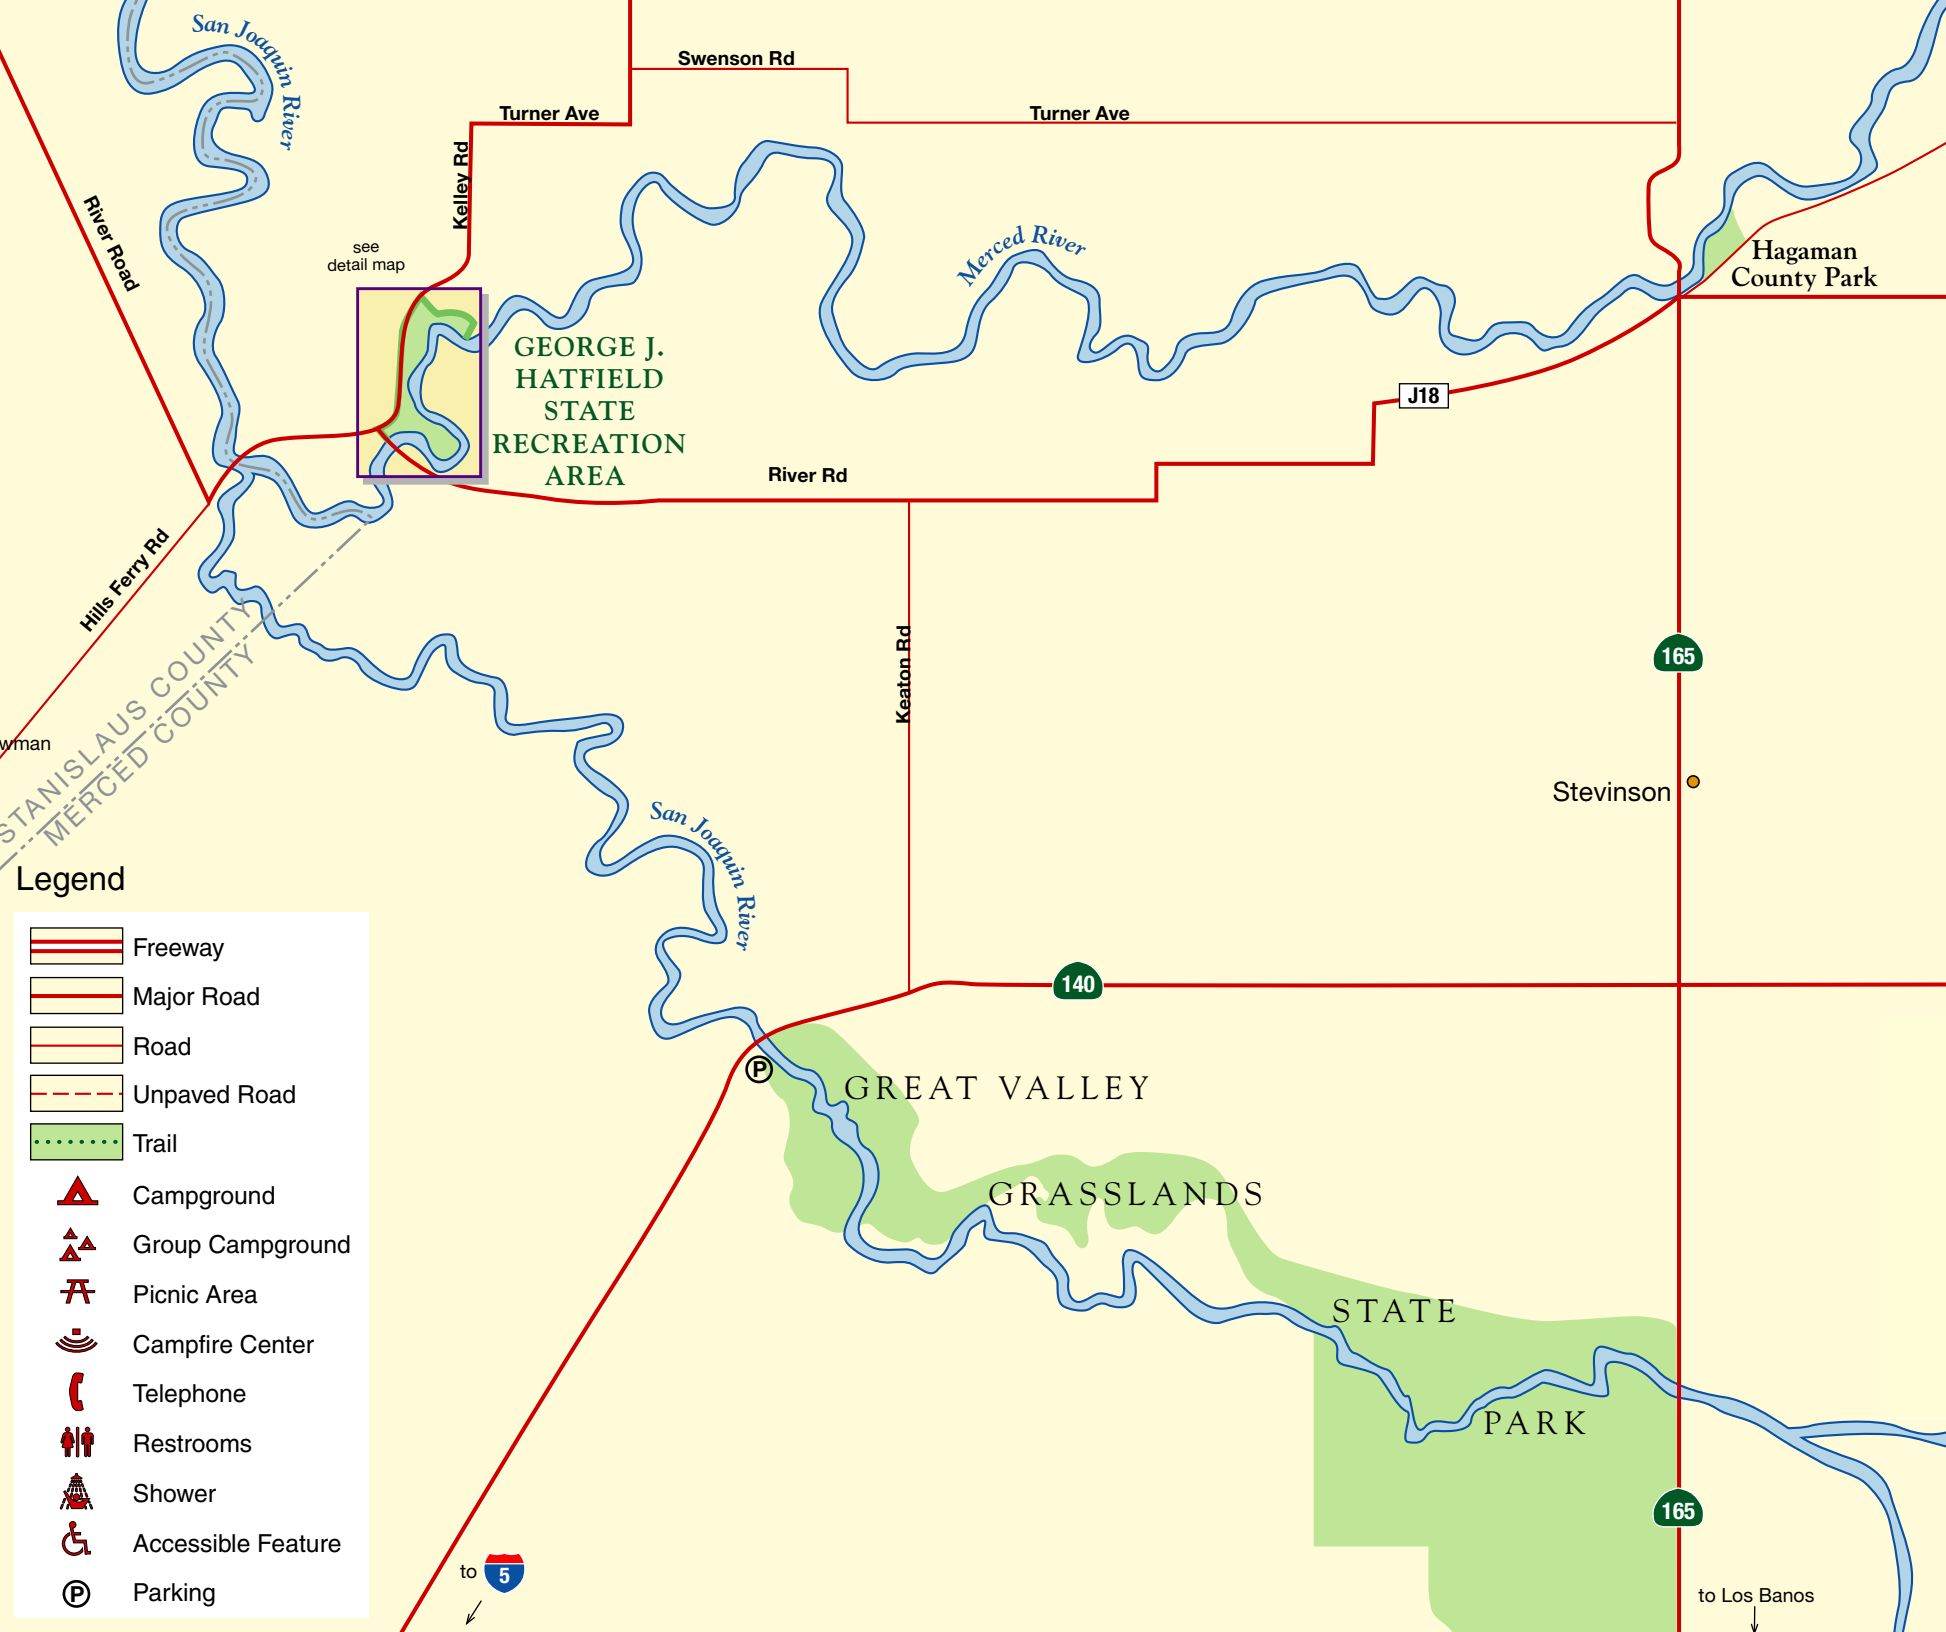 San Joaquin River
Swenson Rd
Turner Ave
Turner Ave
Kelley Rd
River Road
see
detail map
Merced River
Hagaman
County Park
GEORGE J.
HATFIELD
STATE
RECREATION
AREA
J18
River Rd
Hills Ferry Rd
STANISLAUS COUNTY
MERCED COUNTY
Keaton Rd
165
wman
Stevinson
San Joaquin River
140
GREAT VALLEY
GRASSLANDS
STATE
PARK
165
to 5
to Los Banos
Legend
Freeway
Major Road
Road
Unpaved Road
Trail
Campground
Group Campground
Picnic Area
Campfire Center
Telephone
Restrooms
Shower
Accessible Feature
P Parking
P